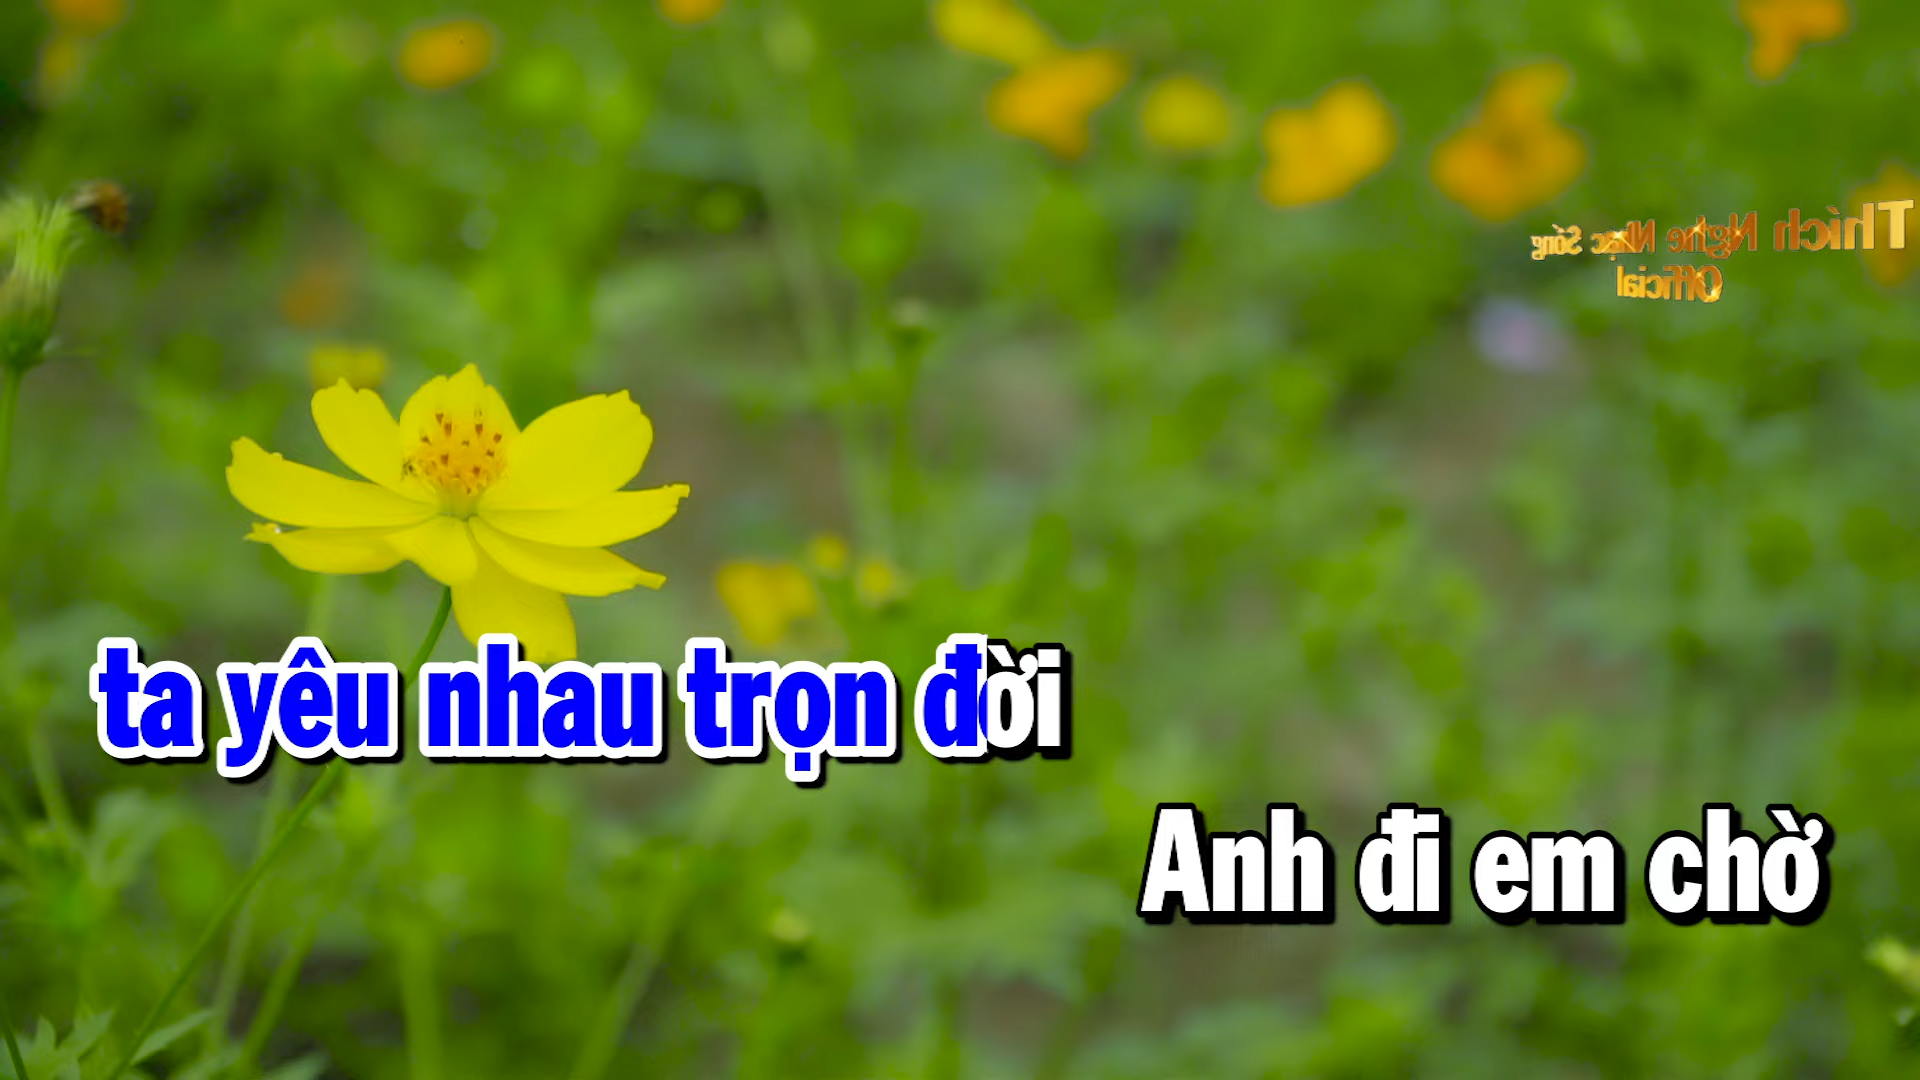 Thích Nghe Nhạc Sống
Official
ta yêu nhau trọn đời
Anh đi em chờ